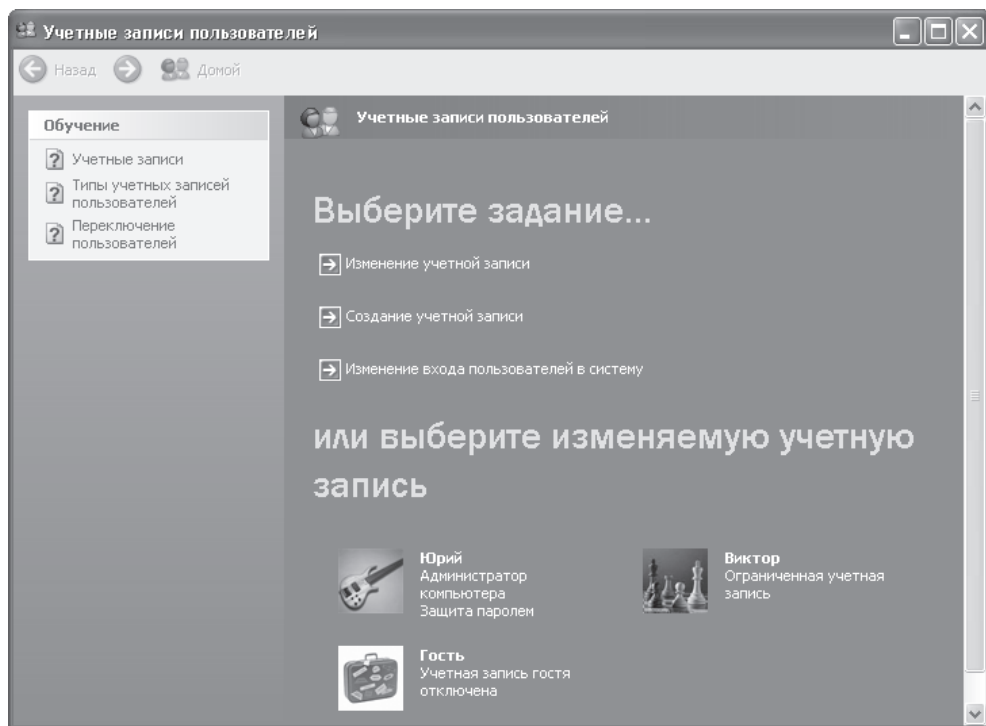 Учетные записи пользователей
Назад
Домой
Обучение
Учетные записи
Типы учетных записей
пользователей
Переключение
пользователей
Учетные записи пользователей
Выберите задание...
Изменение учетной записи
Создание учетной записи
Изменение входа пользователей в систему
или выберите изменяемую учетную
запись
Юрий
Администратор
компьютера
Защита паролем
Виктор
Ограниченная учетная
запись
Гость
Учетная запись гостя
отключена